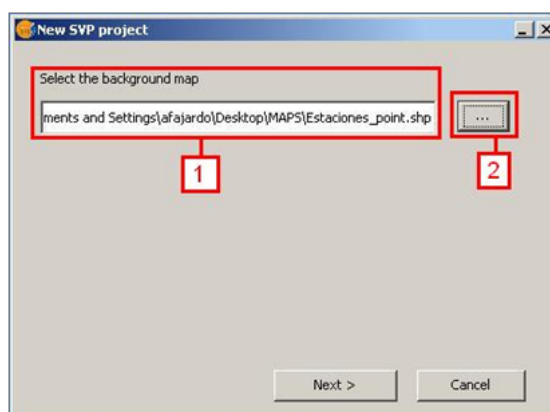 New SVP project
Select the background map
ments and Settings\afajardo\Desktop\MAPS\Estaciones_point.shp
...
1
2
Next >
Cancel